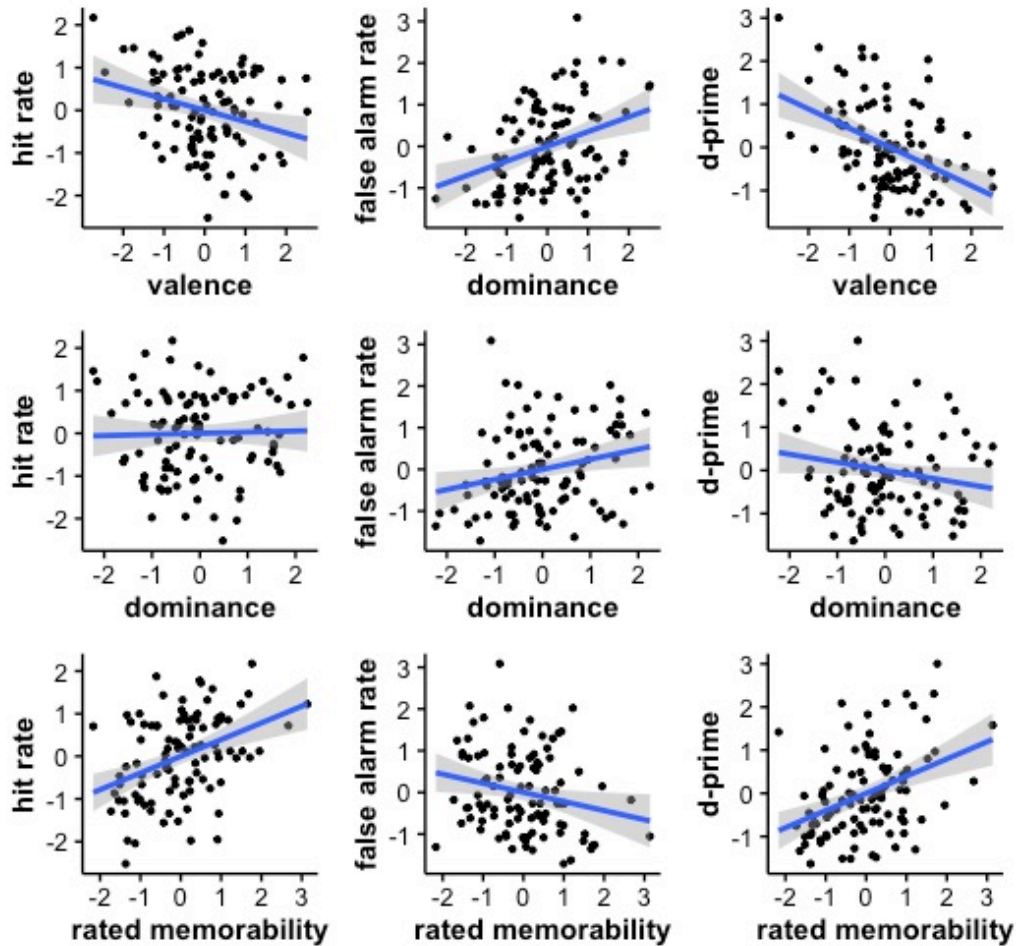 hit rate
2
1
0
-1
-2
-2 -1 0 1 2
valence
false alarm rate
3
2
1
0
-1
-2 -1 0 1 2
dominance
d-prime
3
2
1
0
-1
-2 -1 0 1 2
valence
hit rate
2
1
0
-1
-2
-2 -1 0 1 2
dominance
false alarm rate
3
2
1
0
-1
-2 -1 0 1 2
dominance
d-prime
3
2
1
0
-1
-2 -1 0 1 2
dominance
hit rate
2
1
0
-1
-2
-2 -1 0 1 2 3
rated memorability
false alarm rate
3
2
1
0
-1
-2 -1 0 1 2 3
rated memorability
d-prime
3
2
1
0
-1
-2 -1 0 1 2 3
rated memorability